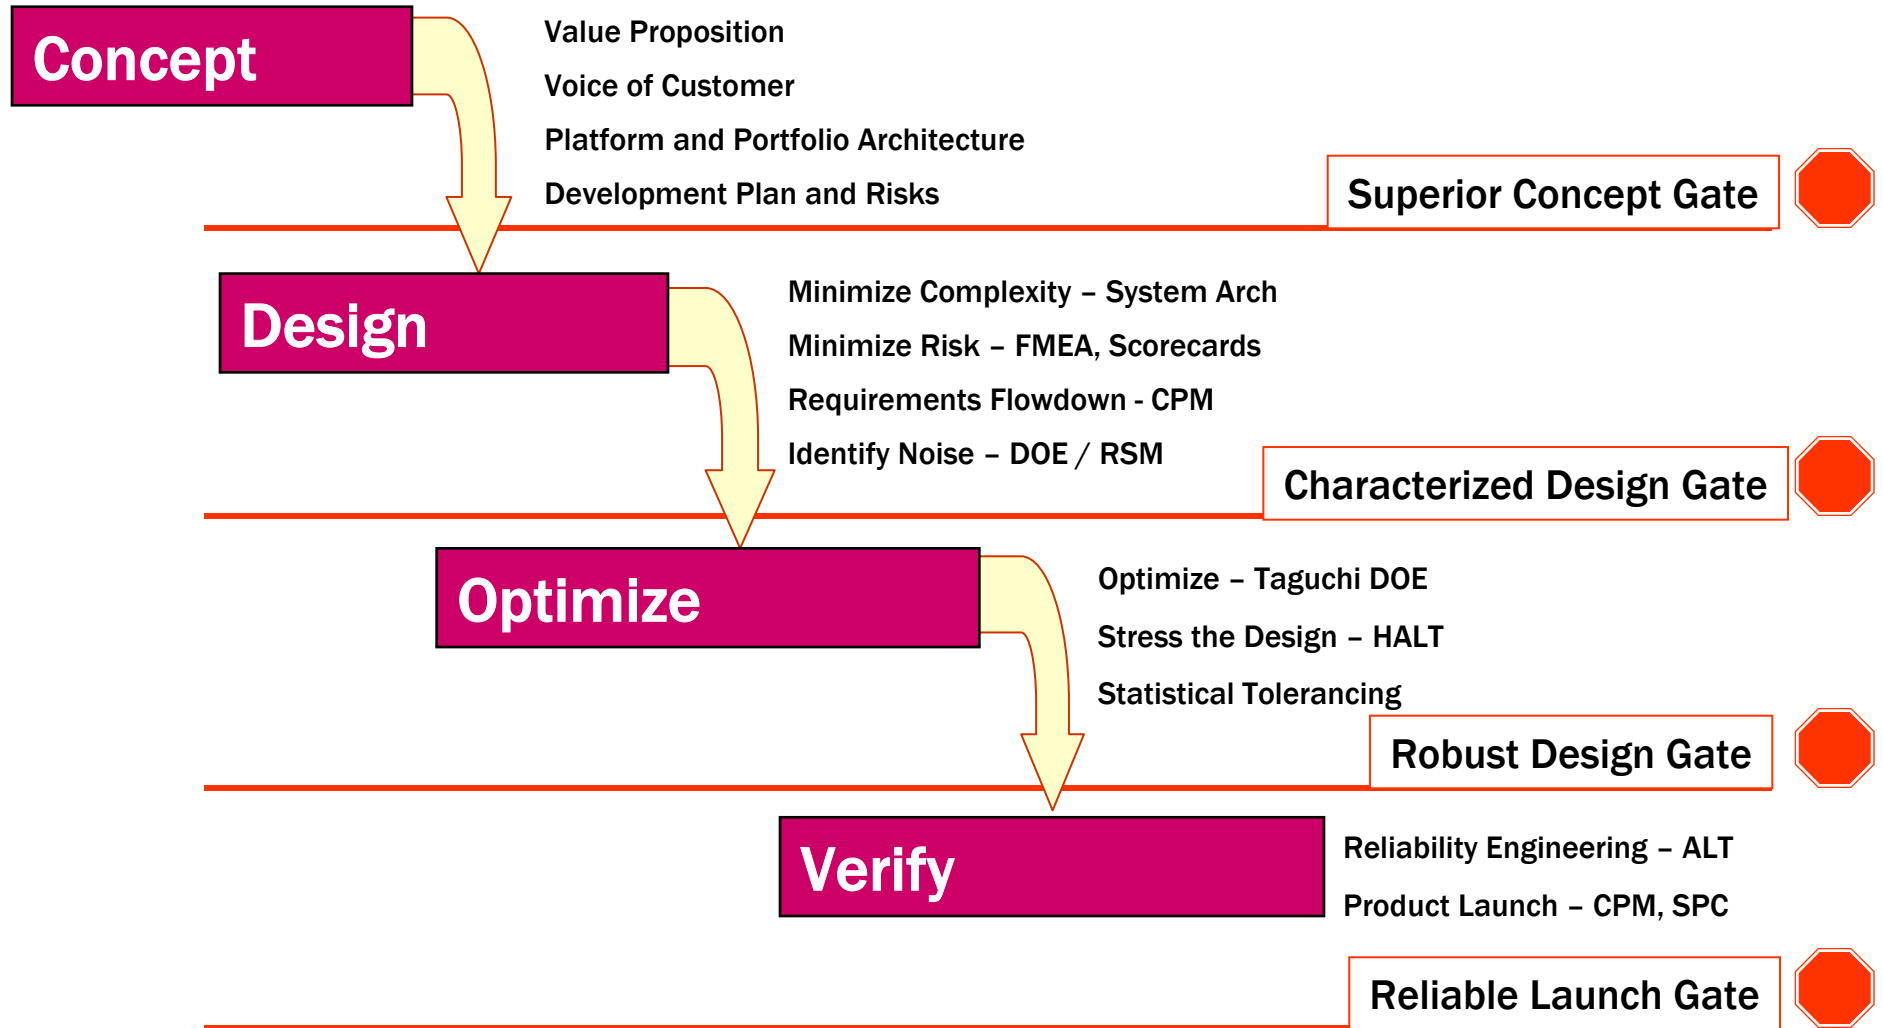 Concept
Value Proposition
Voice of Customer
Platform and Portfolio Architecture
Development Plan and Risks
Superior Concept Gate
Design
Minimize Complexity – System Arch
Minimize Risk – FMEA, Scorecards
Requirements Flowdown - CPM
Identify Noise – DOE / RSM
Characterized Design Gate
Optimize
Optimize – Taguchi DOE
Stress the Design – HALT
Statistical Tolerancing
Robust Design Gate
Verify
Reliability Engineering – ALT
Product Launch – CPM, SPC
Reliable Launch Gate